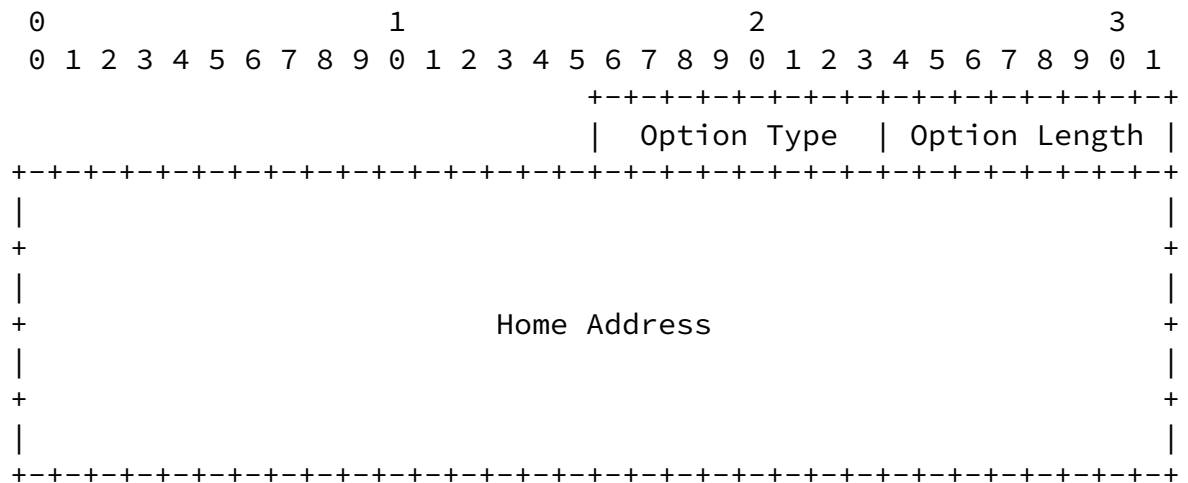 0                   1                   2                   3
 0 1 2 3 4 5 6 7 8 9 0 1 2 3 4 5 6 7 8 9 0 1 2 3 4 5 6 7 8 9 0 1
                                +-+-+-+-+-+-+-+-+-+-+-+-+-+-+-+-+
                                |  Option Type  | Option Length |
+-+-+-+-+-+-+-+-+-+-+-+-+-+-+-+-+-+-+-+-+-+-+-+-+-+-+-+-+-+-+-+-+
|                                                               |
+                                                               +
|                                                               |
+                          Home Address                         +
|                                                               |
+                                                               +
|                                                               |
+-+-+-+-+-+-+-+-+-+-+-+-+-+-+-+-+-+-+-+-+-+-+-+-+-+-+-+-+-+-+-+-+